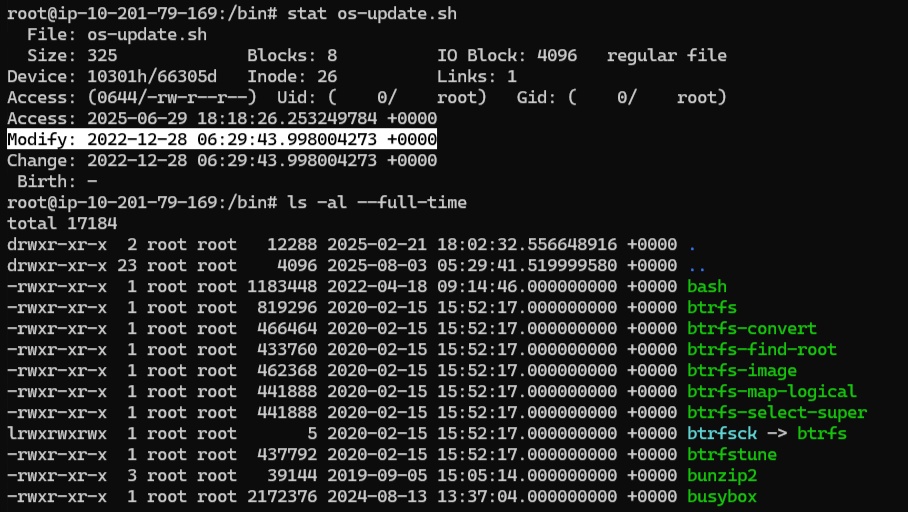 root@ip-10-201-79-169:/bin# stat os-update.sh
  File: os-update.sh
  Size: 325             Blocks: 8          IO Block: 4096   regular file
Device: 10301h/66305d   Inode: 26          Links: 1
Access: (0644/-rw-r--r--)  Uid: (    0/    root)   Gid: (    0/    root)
Access: 2025-06-29 18:18:26.253249784 +0000
Modify: 2022-12-28 06:29:43.998004273 +0000
Change: 2022-12-28 06:29:43.998004273 +0000
 Birth: -
root@ip-10-201-79-169:/bin# ls -al --full-time
total 17184
drwxr-xr-x  2 root root   12288 2025-02-21 18:02:32.556648916 +0000 .
drwxr-xr-x 23 root root    4096 2025-08-03 05:29:41.519999580 +0000 ..
-rwxr-xr-x  1 root root 1183448 2022-04-18 09:14:46.000000000 +0000 bash
-rwxr-xr-x  1 root root  819296 2020-02-15 15:52:17.000000000 +0000 btrfs
-rwxr-xr-x  1 root root  466464 2020-02-15 15:52:17.000000000 +0000 btrfs-convert
-rwxr-xr-x  1 root root  433760 2020-02-15 15:52:17.000000000 +0000 btrfs-find-root
-rwxr-xr-x  1 root root  462368 2020-02-15 15:52:17.000000000 +0000 btrfs-image
-rwxr-xr-x  1 root root  441888 2020-02-15 15:52:17.000000000 +0000 btrfs-map-logical
-rwxr-xr-x  1 root root  441888 2020-02-15 15:52:17.000000000 +0000 btrfs-select-super
lrwxrwxrwx  1 root root       5 2020-02-15 15:52:17.000000000 +0000 btrfsck -> btrfs
-rwxr-xr-x  1 root root  437792 2020-02-15 15:52:17.000000000 +0000 btrfstune
-rwxr-xr-x  3 root root   39144 2019-09-05 15:05:14.000000000 +0000 bunzip2
-rwxr-xr-x  1 root root 2172376 2024-08-13 13:37:04.000000000 +0000 busybox